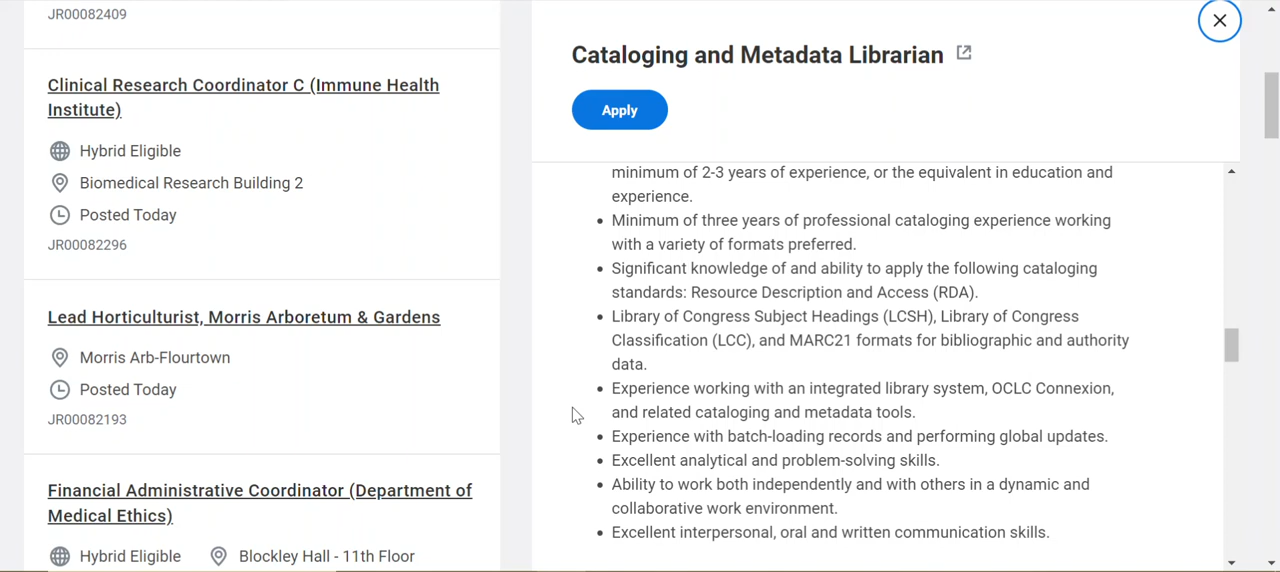 JR00082409
Clinical Research Coordinator C (Immune Health
Institute)
Hybrid Eligible
Biomedical Research Building 2
Posted Today
JR00082296
Lead Horticulturist, Morris Arboretum & Gardens
Morris Arb-Flourtown
Posted Today
JR00082193
Financial Administrative Coordinator (Department of
Medical Ethics)
Hybrid Eligible Blockley Hall - 11th Floor
Cataloging and Metadata Librarian
Apply
minimum of 2-3 years of experience, or the equivalent in education and
experience.
• Minimum of three years of professional cataloging experience working
with a variety of formats preferred.
• Significant knowledge of and ability to apply the following cataloging
standards: Resource Description and Access (RDA).
• Library of Congress Subject Headings (LCSH), Library of Congress
Classification (LCC), and MARC21 formats for bibliographic and authority
data.
• Experience working with an integrated library system, OCLC Connexion,
and related cataloging and metadata tools.
• Experience with batch-loading records and performing global updates.
• Excellent analytical and problem-solving skills.
• Ability to work both independently and with others in a dynamic and
collaborative work environment.
• Excellent interpersonal, oral and written communication skills.